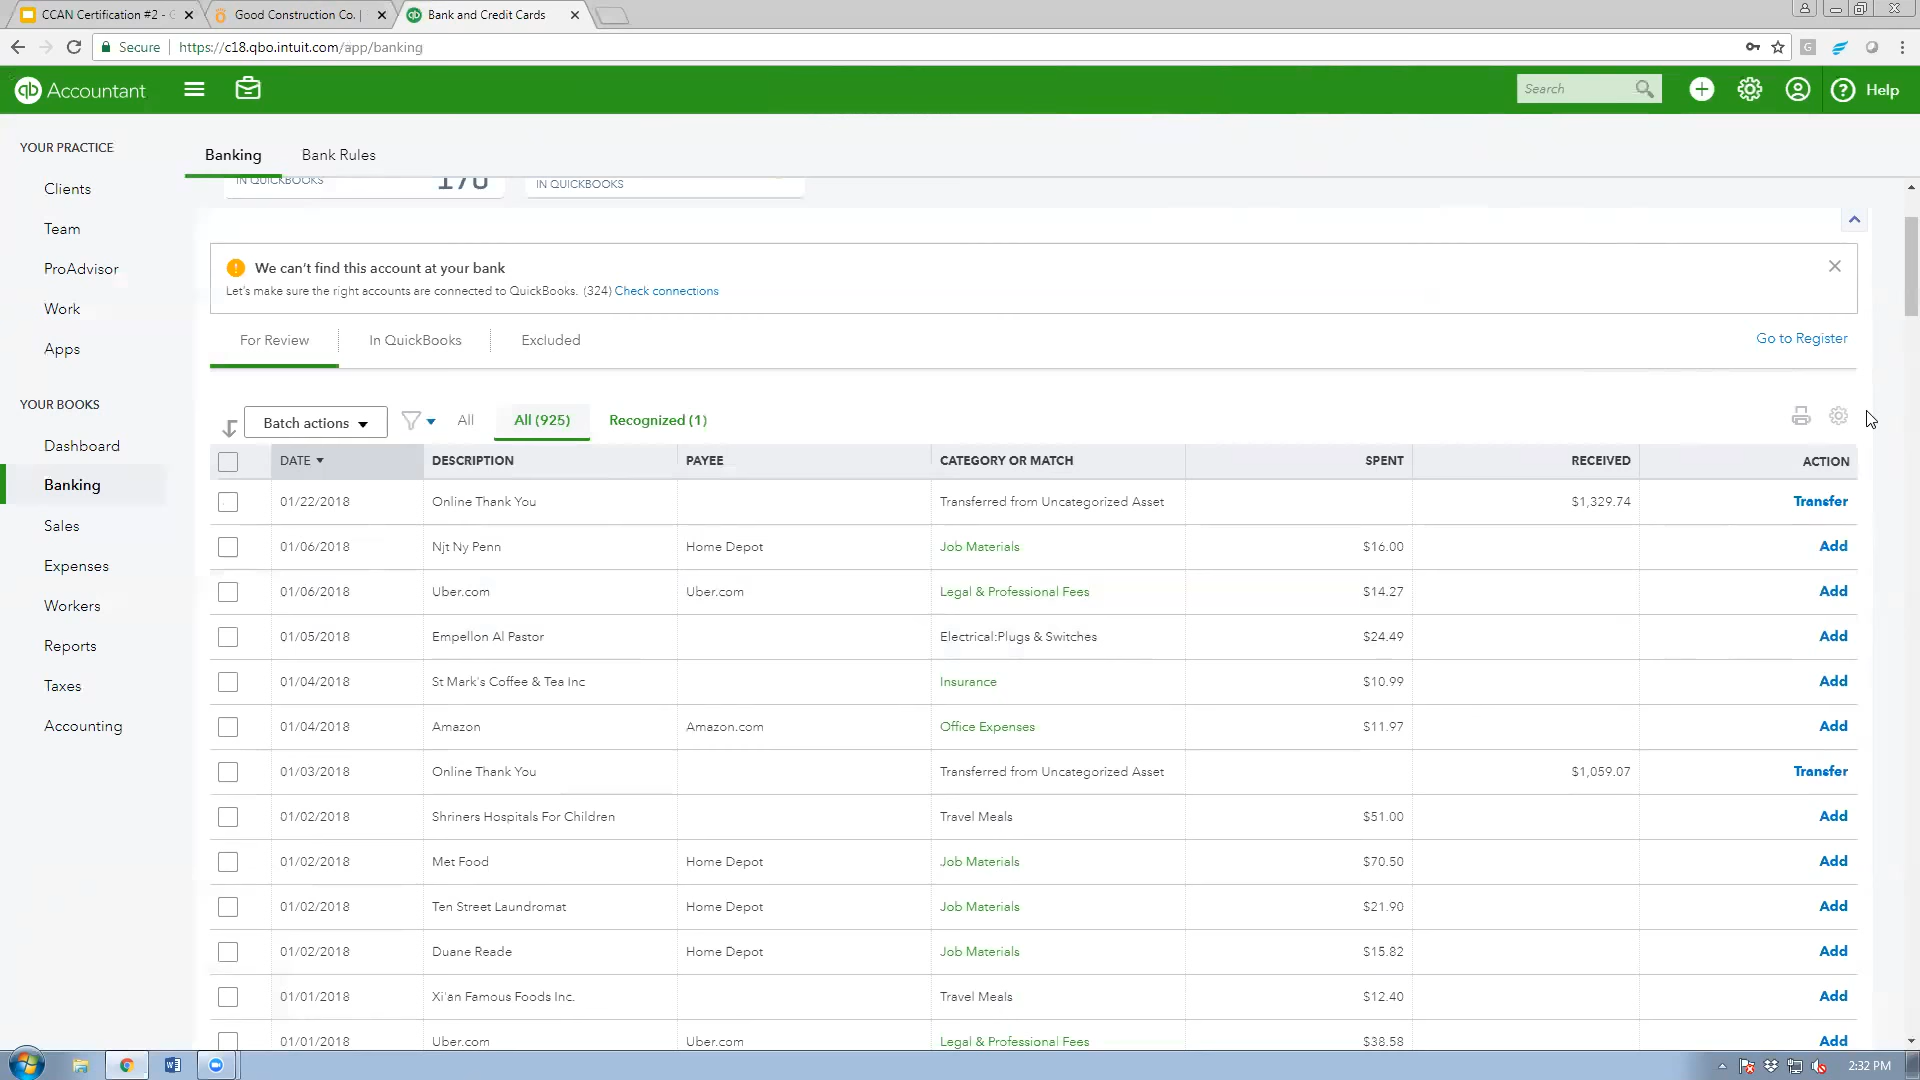 CCAN Certification #2 -
Good Construction Co. |
Bank and Credit Cards
Secure
https://c18.qbo.intuit.com/app/banking
qb Accountant
Search
Help
YOUR PRACTICE
Clients
Team
ProAdvisor
Work
Apps
YOUR BOOKS
Dashboard
Banking
Sales
Expenses
Workers
Reports
Taxes
Accounting
Banking Bank Rules
IN QUICKBOOKS
IN QUICKBOOKS
We can't find this account at your bank
Let's make sure the right accounts are connected to QuickBooks. (324) Check connections
For Review In QuickBooks Excluded Go to Register
Batch actions All All (925) Recognized (1)
DATE DESCRIPTION PAYEE CATEGORY OR MATCH SPENT RECEIVED ACTION
01/22/2018 Online Thank You Transferred from Uncategorized Asset $1,329.74 Transfer
01/06/2018 Njt Ny Penn Home Depot Job Materials $16.00 Add
01/06/2018 Uber.com Uber.com Legal & Professional Fees $14.27 Add
01/05/2018 Empellon Al Pastor Electrical:Plugs & Switches $24.49 Add
01/04/2018 St Mark's Coffee & Tea Inc Insurance $10.99 Add
01/04/2018 Amazon Amazon.com Office Expenses $11.97 Add
01/03/2018 Online Thank You Transferred from Uncategorized Asset $1,059.07 Transfer
01/02/2018 Shriners Hospitals For Children Travel Meals $51.00 Add
01/02/2018 Met Food Home Depot Job Materials $70.50 Add
01/02/2018 Ten Street Laundromat Home Depot Job Materials $21.90 Add
01/02/2018 Duane Reade Home Depot Job Materials $15.82 Add
01/01/2018 Xi'an Famous Foods Inc. Travel Meals $12.40 Add
01/01/2018 Uber.com Uber.com Legal & Professional Fees $38.58 Add
2:32 PM